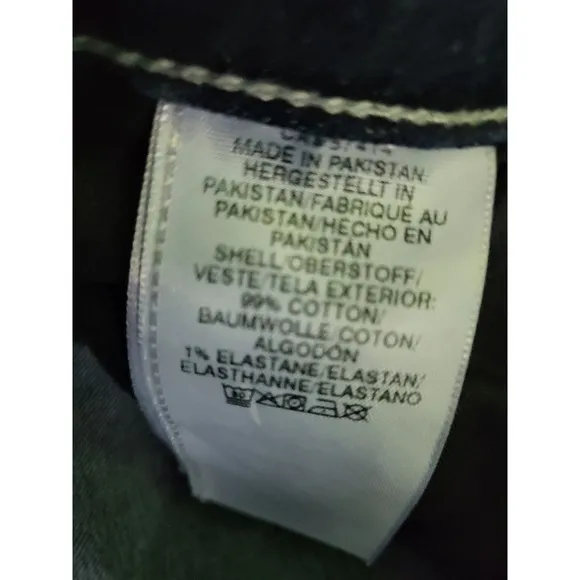 MADE IN PAKISTAN:
HERGESTELLT IN
PAKISTAN/FABRIQUÉ AU
PAKISTAN/HECHO EN
PAKISTÁN
SHELL/OBERSTOFF/
VESTE/TELA EXTERIOR:
99% COTTON/
BAUMWOLLE/COTON/
ALGODÓN
1% ELASTANE/ELASTAN/
ELASTHANNE/ELASTANO